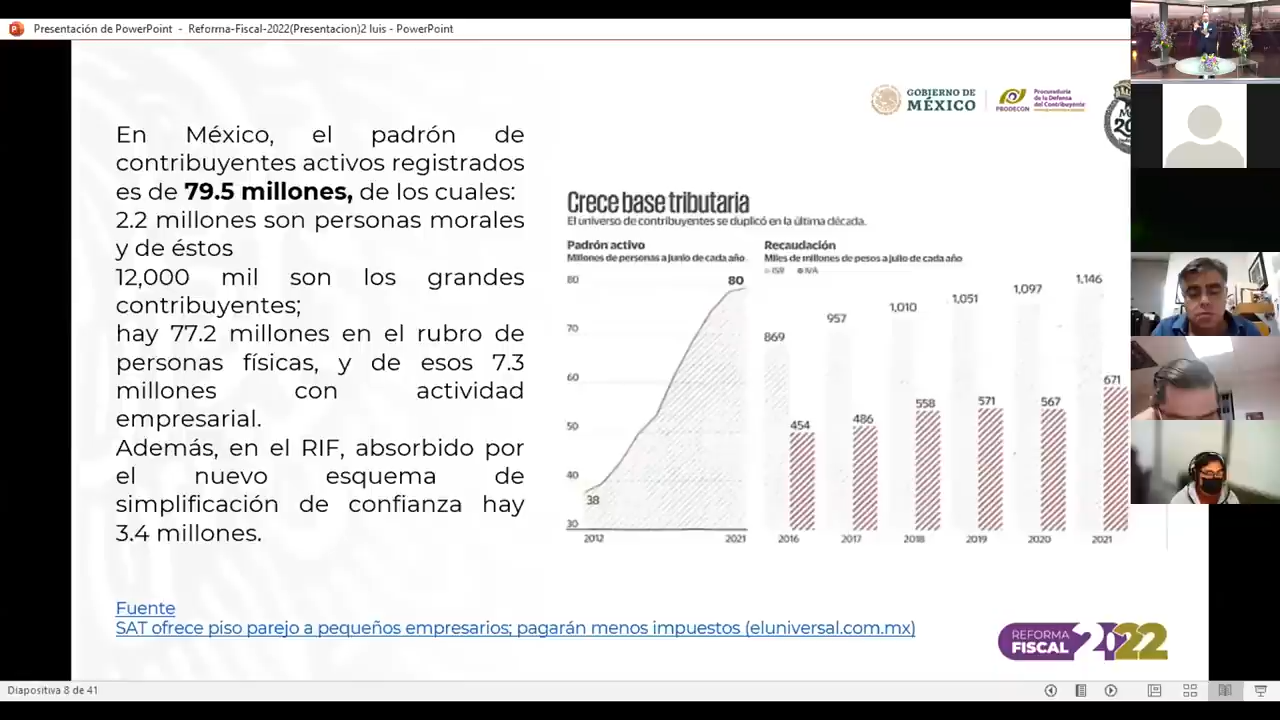 Presentación de PowerPoint - Reforma-Fiscal-2022(Presentacion)2 luis - PowerPoint
GOBIERNO DE
MÉXICO
PRODECON
Procuraduría
de la Defensa
del Contribuyente
En México, el padrón de
contribuyentes activos registrados
es de 79.5 millones, de los cuales:
2.2 millones son personas morales
y de éstos
12,000 mil son los grandes
contribuyentes;
hay 77.2 millones en el rubro de
personas físicas, y de esos 7.3
millones con actividad
empresarial.
Además, en el RIF, absorbido por
el nuevo esquema de
simplificación de confianza hay
3.4 millones.
Crece base tributaria
El universo de contribuyentes se duplicó en la última década.
Padrón activo
Millones de personas a junio de cada año
80
70
60
50
40
30
80
38
2012 2021
Recaudación
Miles de millones de pesos a julio de cada año
ISR IVA
869 957 1,010 1,051 1,097 1,146
454 486 558 571 567 671
2016 2017 2018 2019 2020 2021
Fuente
SAT ofrece piso parejo a pequeños empresarios; pagarán menos impuestos (eluniversal.com.mx)
REFORMA
FISCAL 2022
Diapositiva 8 de 41